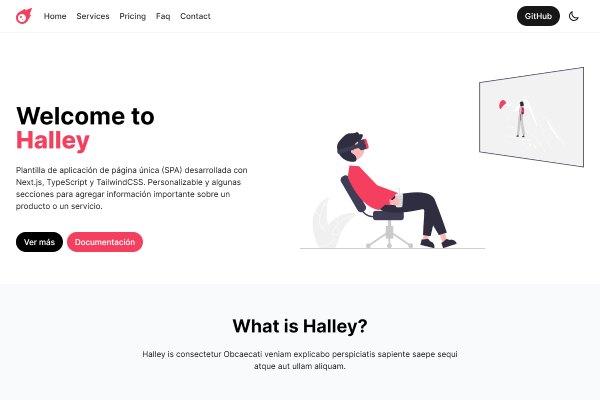 Home Services Pricing Faq Contact
GitHub
Welcome to
Halley
Plantilla de aplicación de página única (SPA) desarrollada con
Next.js, TypeScript y TailwindCSS. Personalizable y algunas
secciones para agregar información importante sobre un
producto o un servicio.
Ver más Documentación
What is Halley?
Halley is consectetur Obcaecati veniam explicabo perspiciatis sapiente saepe sequi
atque aut ullam aliquam.